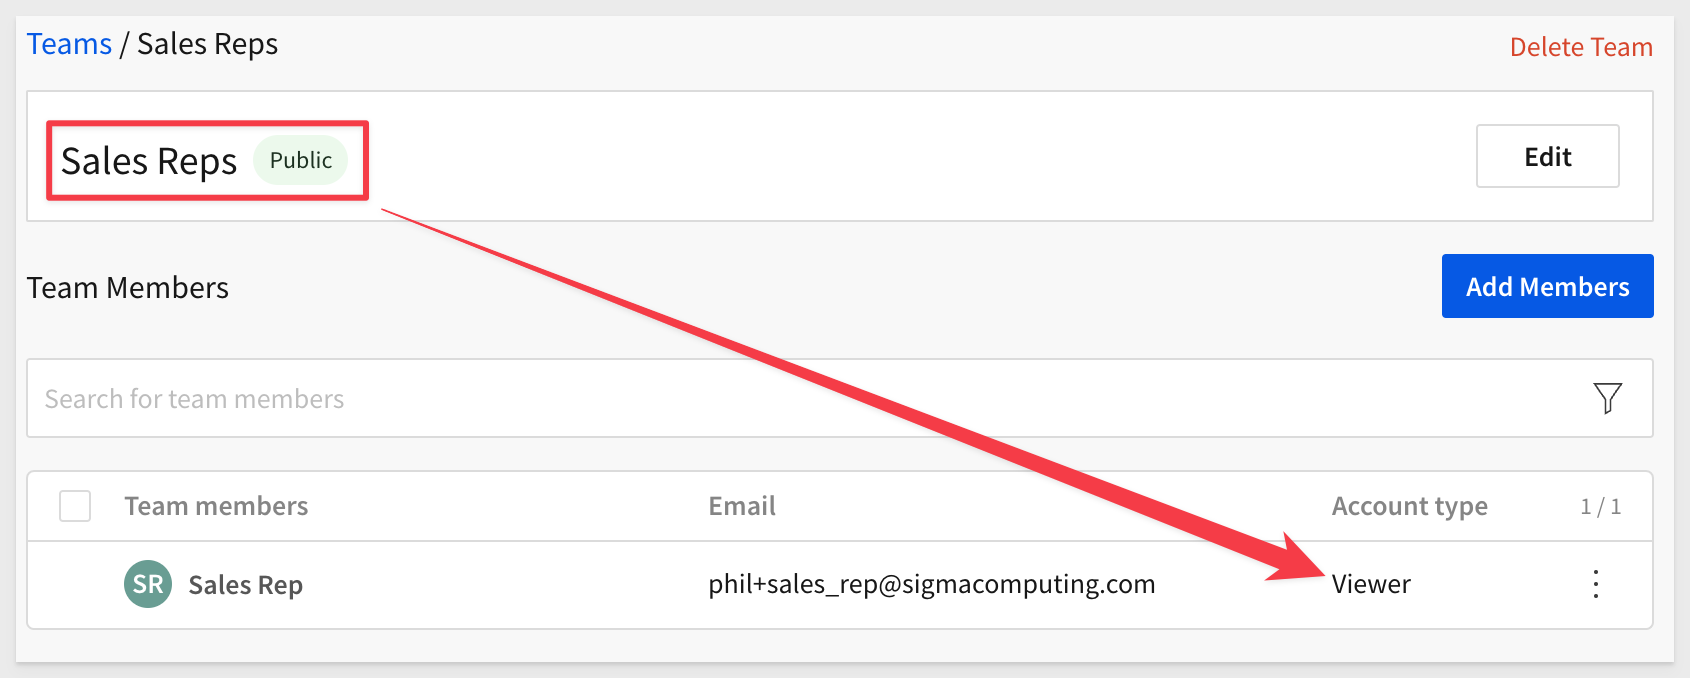 Teams / Sales Reps
Delete Team
Sales Reps Public
Edit
Team Members
Add Members
Search for team members
Team members Email Account type 1 / 1
SR Sales Rep phil+sales_rep@sigmacomputing.com Viewer